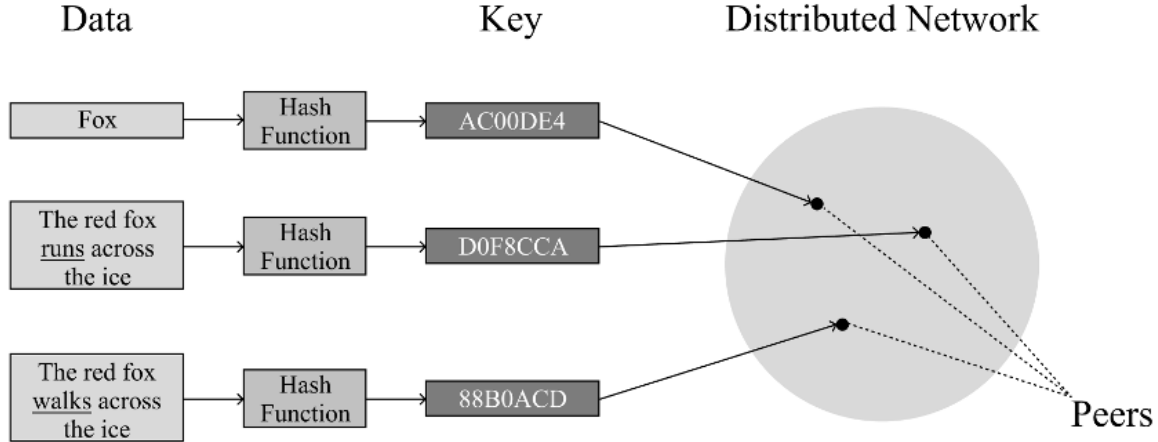 Data
Key
Distributed Network
Fox
Hash
Function
AC00DE4
The red fox
runs across
the ice
Hash
Function
D0F8CCA
The red fox
walks across
the ice
Hash
Function
88B0ACD
Peers